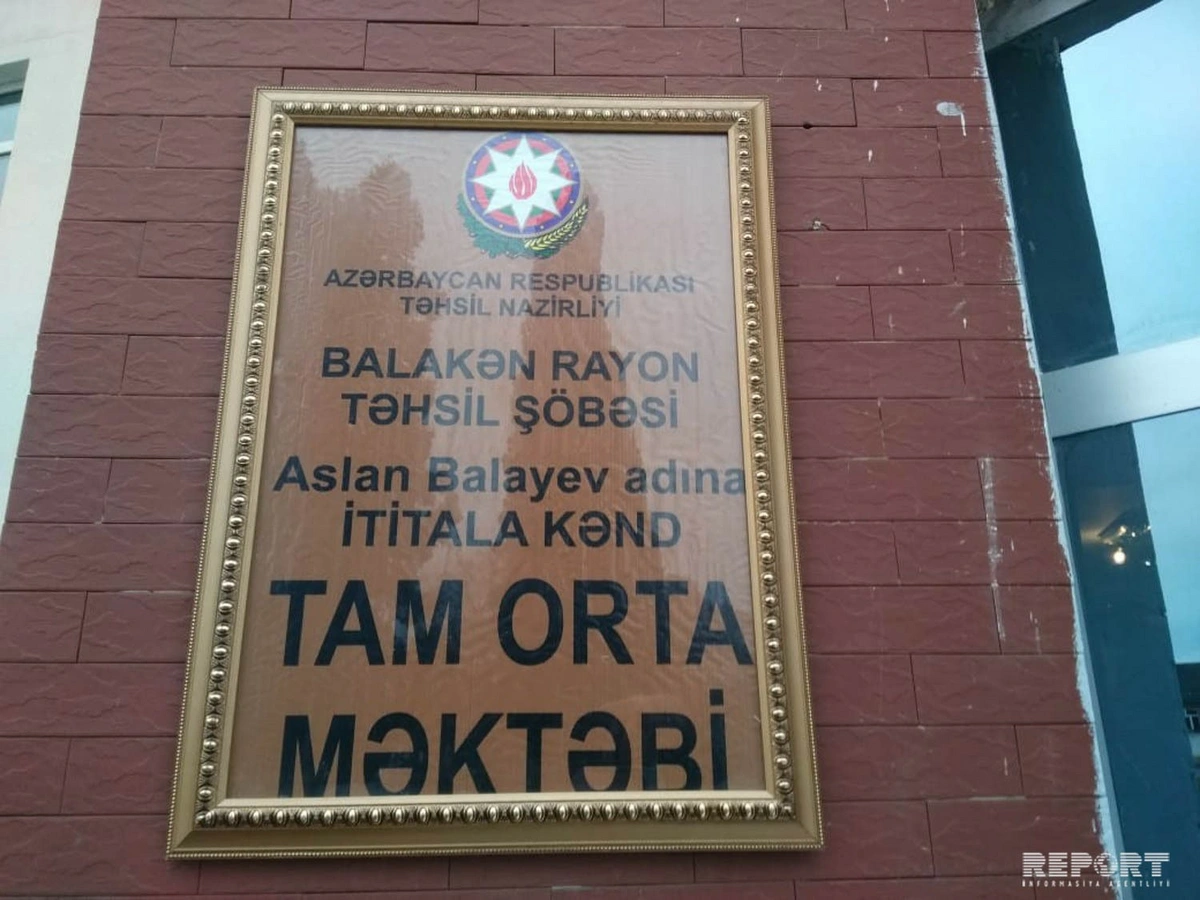 AZƏRBAYCAN RESPUBLİKASI
TƏHSİL NAZİRLİYİ
BALAKƏN RAYON
TƏHSİL ŞÖBƏSİ
Aslan Balayev adına
İTİTALA KƏND
TAM ORTA
MƏKTƏBİ
REPORT
İNFORMASİYA AGENTLİYİ